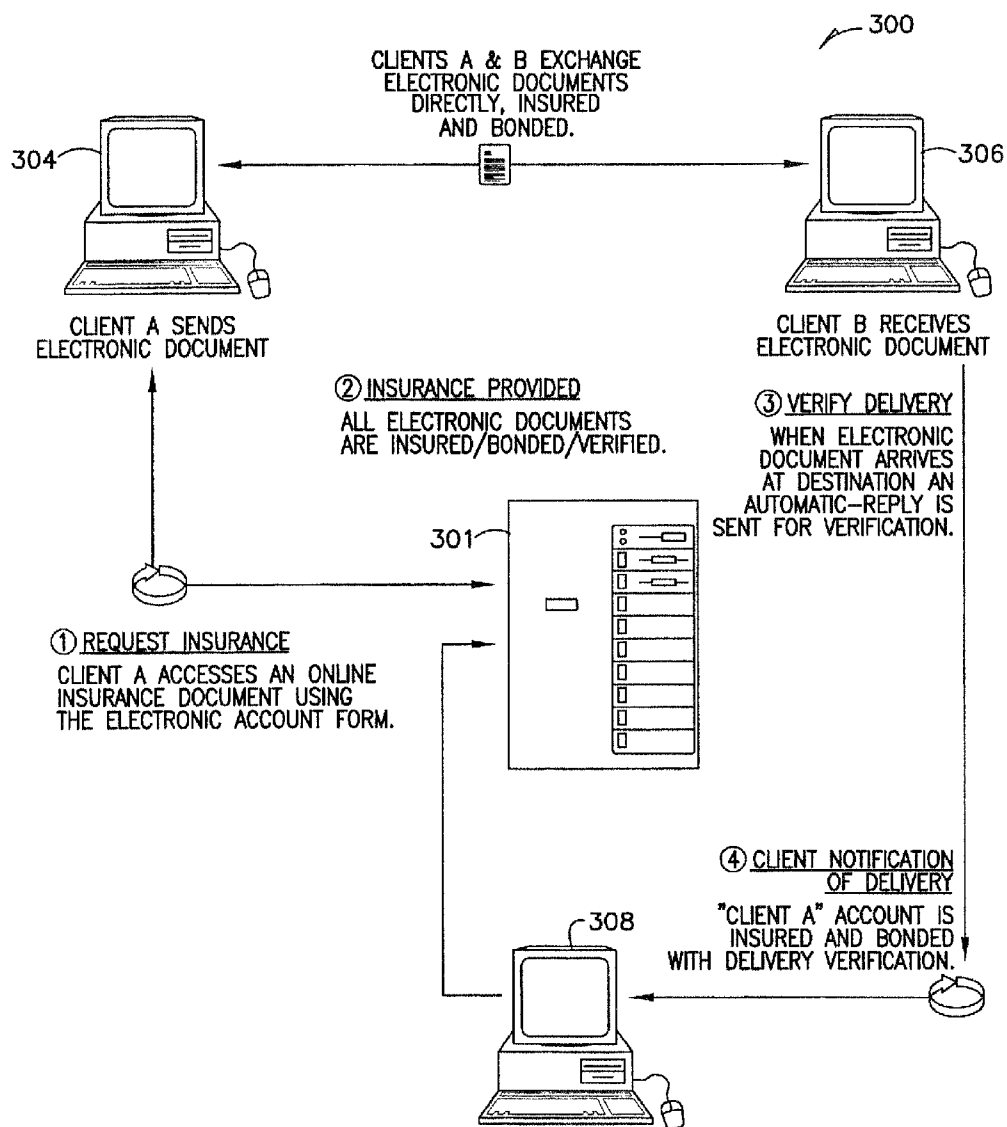 300
CLIENTS A & B EXCHANGE
ELECTRONIC DOCUMENTS
DIRECTLY, INSURED
AND BONDED.
304
306
CLIENT A SENDS
ELECTRONIC DOCUMENT
CLIENT B RECEIVES
ELECTRONIC DOCUMENT
② INSURANCE PROVIDED
ALL ELECTRONIC DOCUMENTS
ARE INSURED/BONDED/VERIFIED.
③ VERIFY DELIVERY
WHEN ELECTRONIC
DOCUMENT ARRIVES
AT DESTINATION AN
AUTOMATIC-REPLY IS
SENT FOR VERIFICATION.
301
① REQUEST INSURANCE
CLIENT A ACCESSES AN ONLINE
INSURANCE DOCUMENT USING
THE ELECTRONIC ACCOUNT FORM.
④ CLIENT NOTIFICATION
OF DELIVERY
"CLIENT A" ACCOUNT IS
INSURED AND BONDED
WITH DELIVERY VERIFICATION.
308